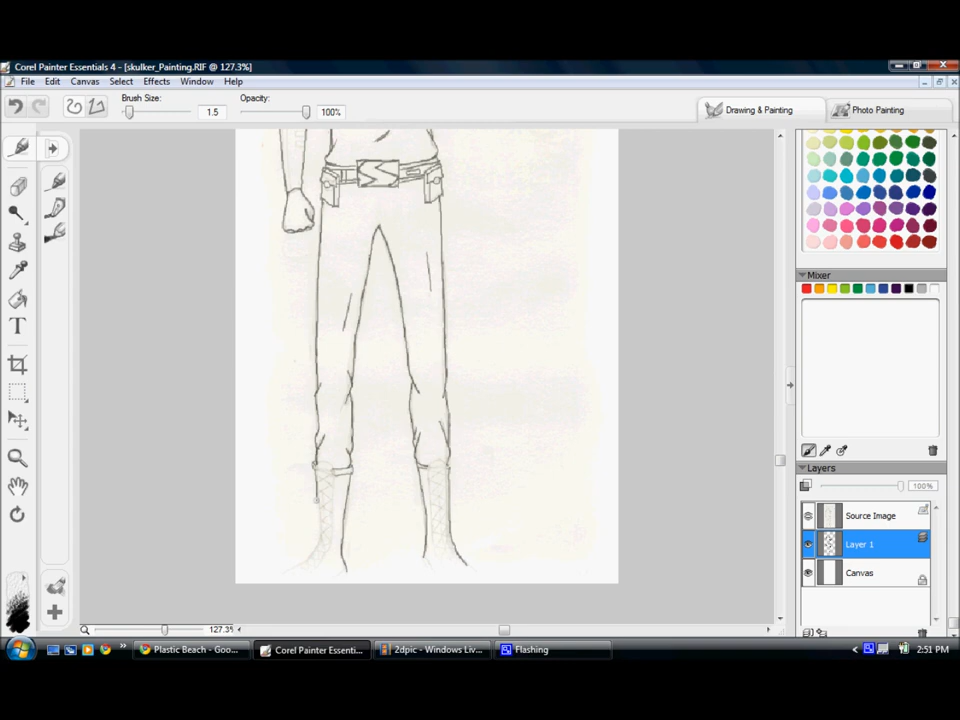 Corel Painter Essentials 4 - [skulker_Painting.RIF @ 127.3%]
File Edit Canvas Select Effects Window Help
Brush Size: 1.5 Opacity: 100%
Drawing & Painting Photo Painting
S
T
Mixer
Layers
100%
Source Image
Layer 1
Canvas
127.3%
Plastic Beach - Goo... Corel Painter Essenti... 2dpic - Windows Liv... Flashing 2:51 PM